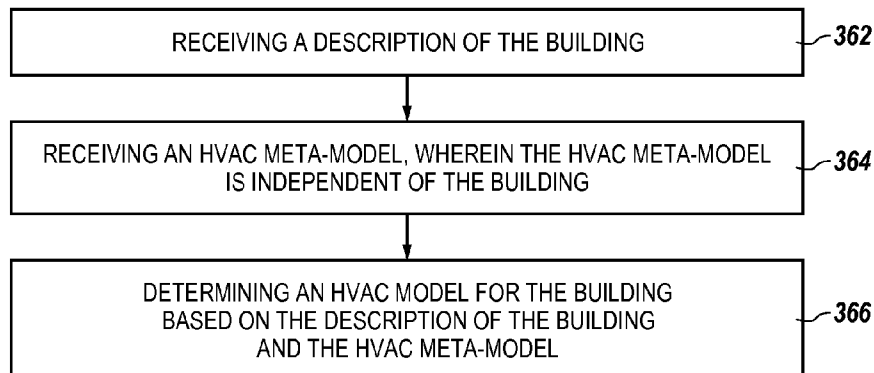 RECEIVING A DESCRIPTION OF THE BUILDING
362
RECEIVING AN HVAC META-MODEL, WHEREIN THE HVAC META-MODEL
IS INDEPENDENT OF THE BUILDING
364
DETERMINING AN HVAC MODEL FOR THE BUILDING
BASED ON THE DESCRIPTION OF THE BUILDING
AND THE HVAC META-MODEL
366